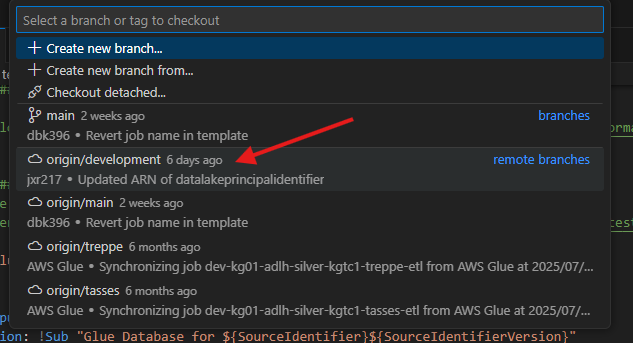 Select a branch or tag to checkout
+ Create new branch...
+ Create new branch from...
Checkout detached...
main 2 weeks ago branches
dbk396 • Revert job name in template
origin/development 6 days ago remote branches
jxr217 • Updated ARN of datalakeprincipalidentifier
origin/main 2 weeks ago
dbk396 • Revert job name in template
origin/treppe 6 months ago
AWS Glue • Synchronizing job dev-kg01-adlh-silver-kgtc1-treppe-etl from AWS Glue at 2025/07/...
origin/tasses 6 months ago
AWS Glue • Synchronizing job dev-kg01-adlh-silver-kgtc1-tasses-etl from AWS Glue at 2025/07/...
ion: !Sub "Glue Database for ${SourceIdentifier}${SourceIdentifierVersion}"